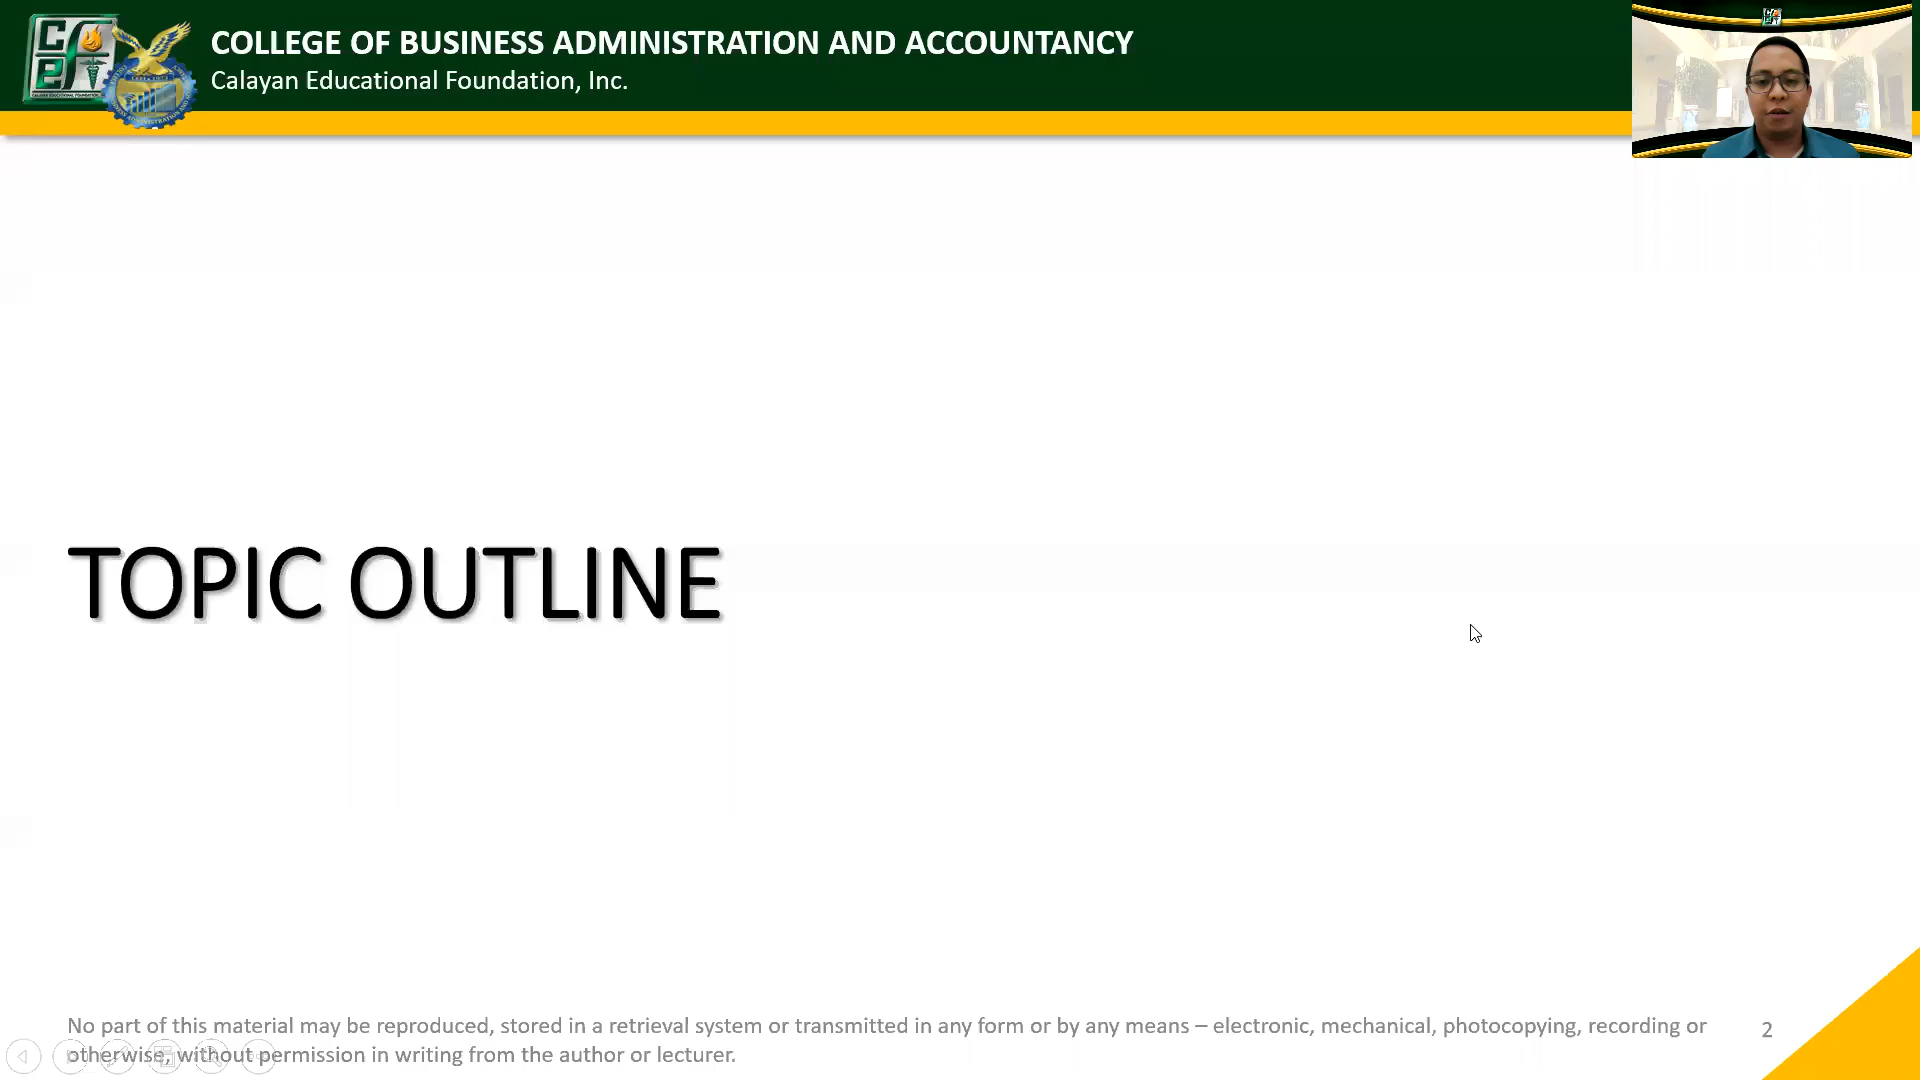 COLLEGE OF BUSINESS ADMINISTRATION AND ACCOUNTANCY
Calayan Educational Foundation, Inc.
TOPIC OUTLINE
No part of this material may be reproduced, stored in a retrieval system or transmitted in any form or by any means – electronic, mechanical, photocopying, recording or
otherwise, without permission in writing from the author or lecturer.
2